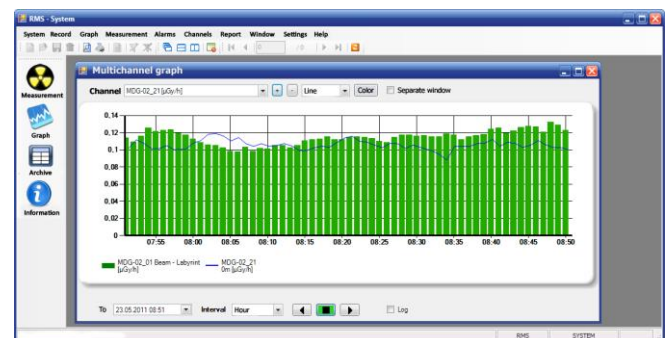 RMS - System
System Record Graph Measurement Alarms Channels Report Window Settings Help
Measurement
Graph
Archive
Information
Multichannel graph
Channel MDG-02_21 [µGy/h] + - Line Color Separate window
0,14
0,12
0,1
0,08
0,06
0,04
0,02
0
07:55 08:00 08:05 08:10 08:15 08:20 08:25 08:30 08:35 08:40 08:45 08:50
MDG-02_01 Beam - Labyrint [µGy/h]
MDG-02_21 0m [µGy/h]
To 23.05.2011 08:51 Interval Hour Log
RMS SYSTEM